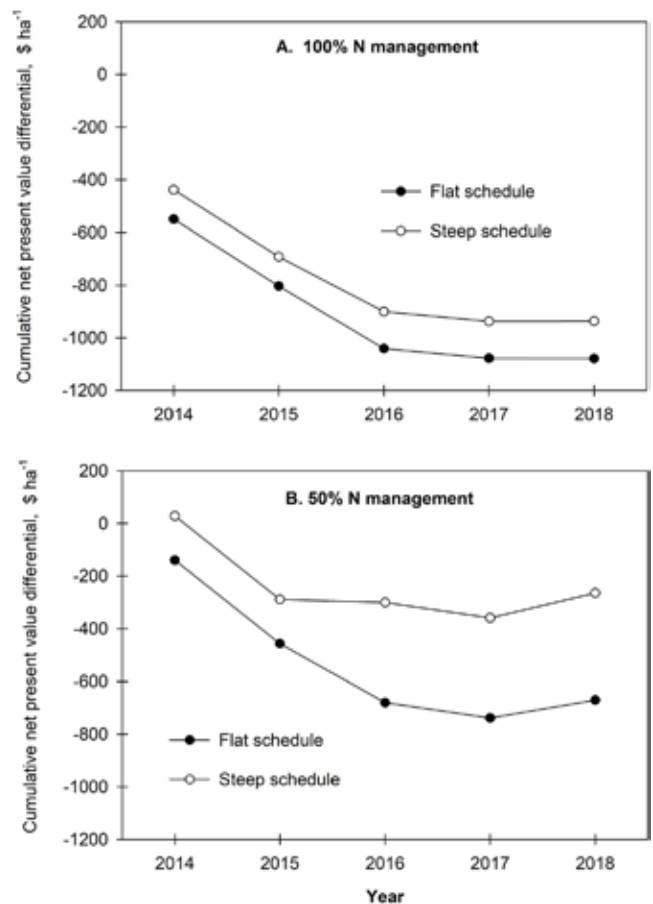 Cumulative net present value differential, $ ha⁻¹
A. 100% N management
200
0
-200
-400
-600
-800
-1000
-1200
Flat schedule
Steep schedule
2014 2015 2016 2017 2018
Cumulative net present value differential, $ ha⁻¹
B. 50% N management
200
0
-200
-400
-600
-800
-1000
-1200
Flat schedule
Steep schedule
2014 2015 2016 2017 2018
Year